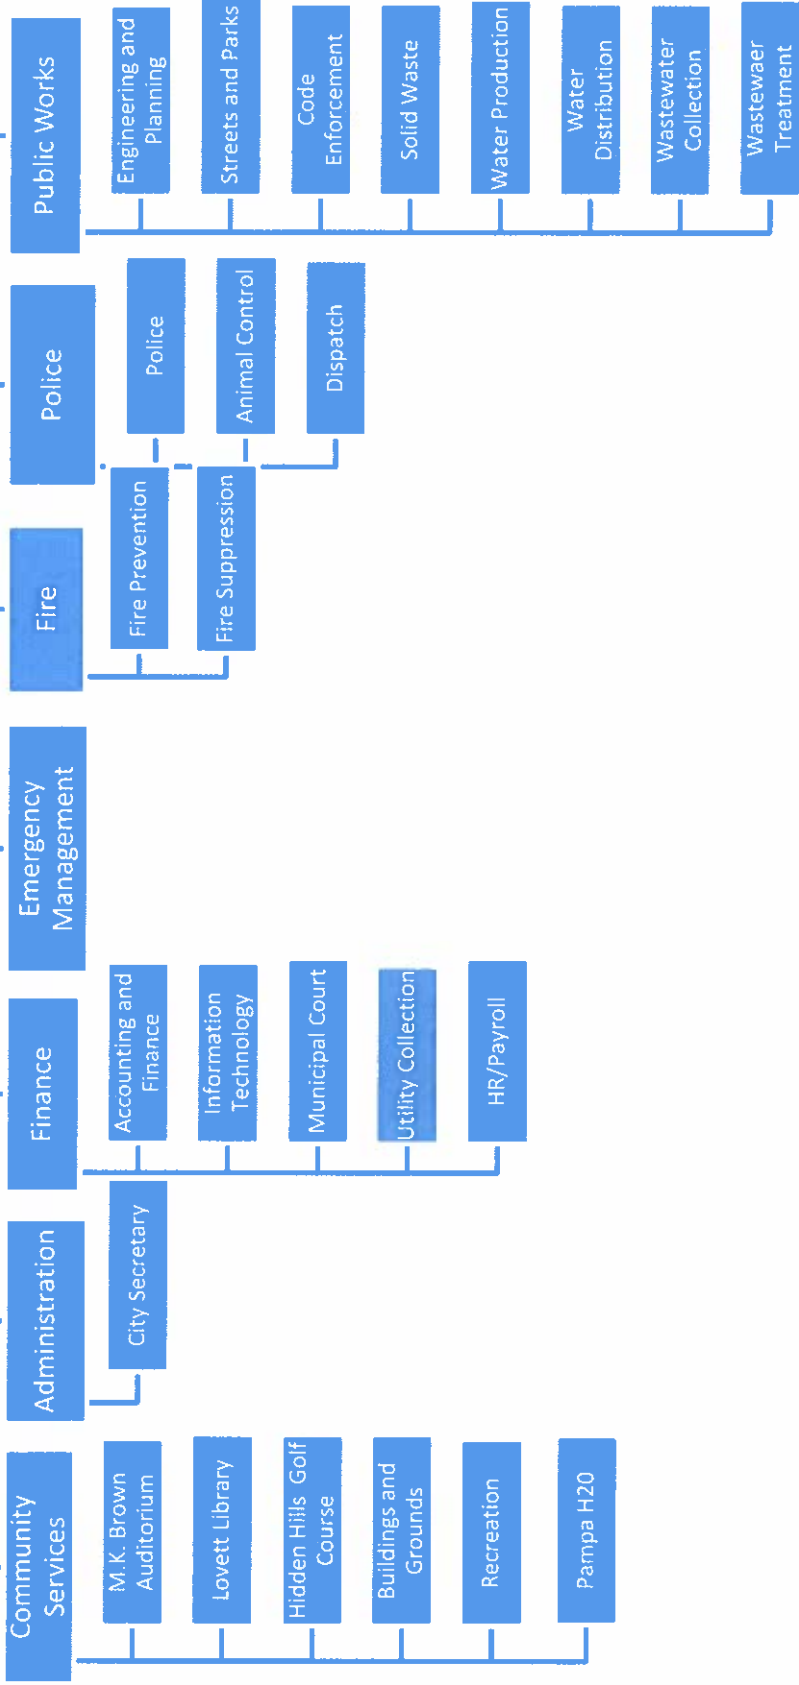 Community
Services
M.K. Brown
Auditorium
Lovett Library
Hidden Hills Golf
Course
Buildings and
Grounds
Recreation
Pampa H20
Administration
City Secretary
Finance
Accounting and
Finance
Information
Technology
Municipal Court
Utility Collection
HR/Payroll
Emergency
Management
Fire
Fire Prevention
Fire Suppression
Police
Police
Animal Control
Dispatch
Public Works
Engineering and
Planning
Streets and Parks
Code
Enforcement
Solid Waste
Water Production
Water
Distribution
Wastewater
Collection
Wastewaer
Treatment